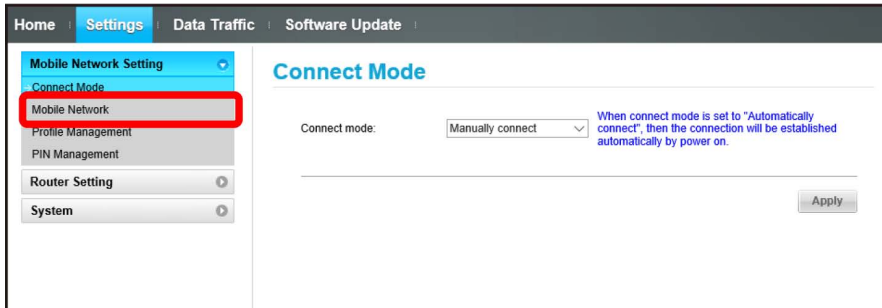 Home Settings Data Traffic Software Update
Mobile Network Setting
Connect Mode
Mobile Network
Profile Management
PIN Management
Router Setting
System
Connect Mode
Connect mode:
Manually connect
When connect mode is set to "Automatically
connect", then the connection will be established
automatically by power on.
Apply